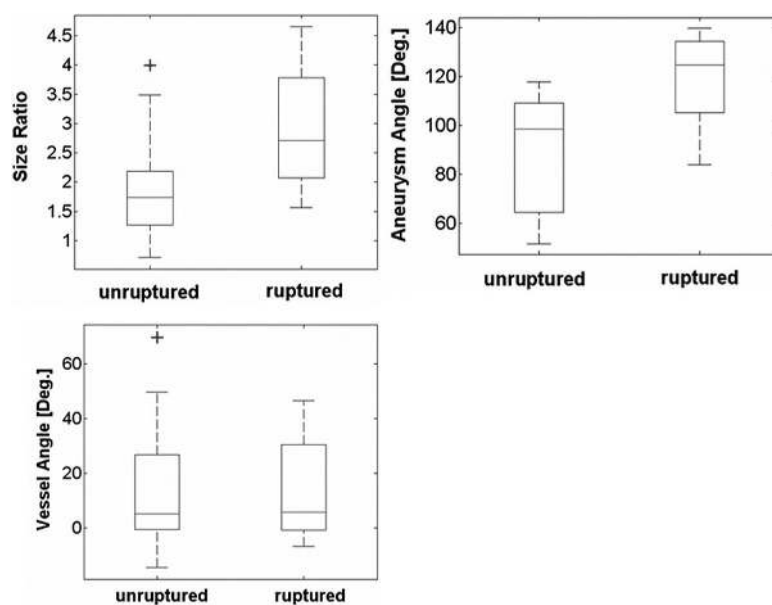 Size Ratio
4.5
4
3.5
3
2.5
2
1.5
1
unruptured ruptured
Aneurysm Angle [Deg.]
140
120
100
80
60
unruptured ruptured
Vessel Angle [Deg.]
60
40
20
0
unruptured ruptured